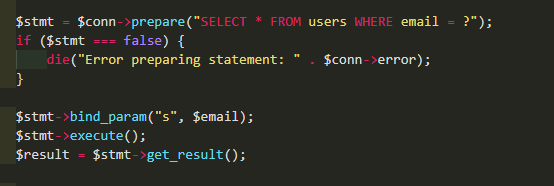 $stmt = $conn->prepare("SELECT * FROM users WHERE email = ?");
if ($stmt === false) {
    die("Error preparing statement: " . $conn->error);
}

$stmt->bind_param("s", $email);
$stmt->execute();
$result = $stmt->get_result();